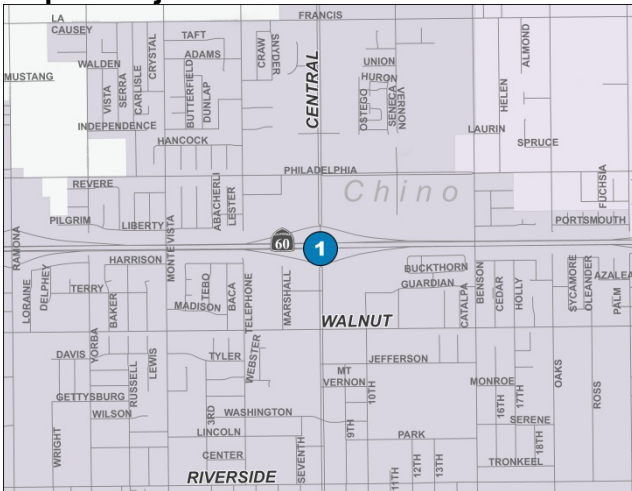 FRANCIS
LA
CAUSEY
TAFT
ADAMS
CRAW
SNYDER
CENTRAL
UNION
HURON
ALMOND
WALDEN
MUSTANG
VISTA
SERRA
CARLISLE
CRYSTAL
BUTTERFIELD
DUNLAP
OSTEGO
SENECA
VERNON
HELEN
INDEPENDENCE
HANCOCK
LAURIN
SPRUCE
PHILADELPHIA
REVERE
Chino
ABACHERLI
LESTER
FUCHSIA
PILGRIM
LIBERTY
PORTSMOUTH
RAMONA
MONTE VISTA
60
1
HARRISON
BUCKTHORN
GUARDIAN
LORAINE
DELPHEY
TERRY
BAKER
MADISON
TEBO
BACA
TELEPHONE
MARSHALL
CATALPA
BENSON
CEDAR
HOLLY
SYCAMORE
OLEANDER
AZALEA
PALM
WALNUT
DAVIS
YORBA
RUSSELL
LEWIS
TYLER
WEBSTER
JEFFERSON
MT
VERNON
10TH
MONROE
OAKS
ROSS
GETTYSBURG
WILSON
3RD
WASHINGTON
9TH
16TH
17TH
SERENE
WRIGHT
LINCOLN
CENTER
SEVENTH
PARK
18TH
RIVERSIDE
11TH
12TH
13TH
TRONKEEL